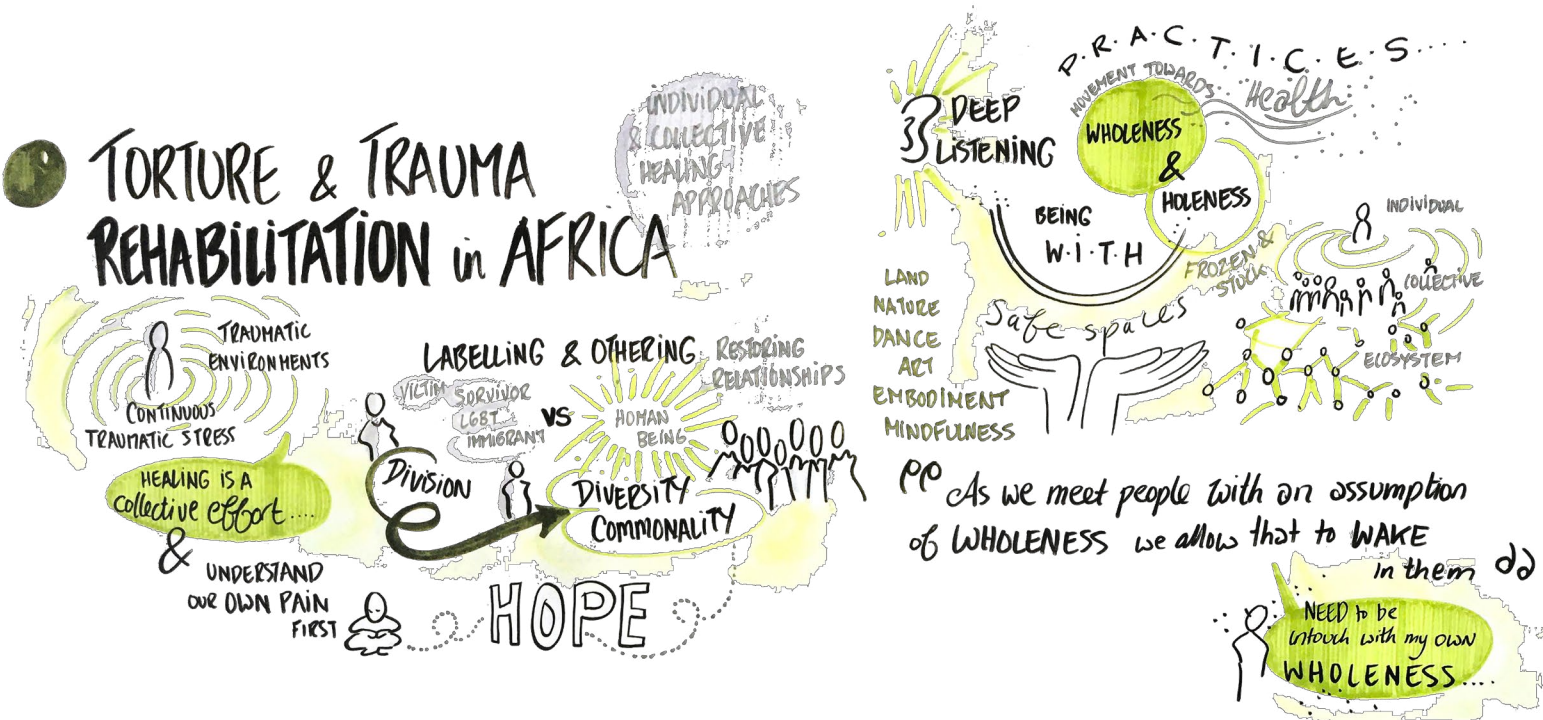 TORTURE & TRAUMA
REHABILITATION in AFRICA
INDIVIDUAL
& COLLECTIVE
HEALING
APPROACHES
TRAUMATIC
ENVIRONMENTS
CONTINUOUS
TRAUMATIC STRESS
HEALING IS A
collective effort....
&
UNDERSTAND
OUR OWN PAIN
FIRST
LABELLING & OTHERING
VICTIM
SURVIVOR
LGBT
IMMIGRANT
VS
HUMAN
BEING
RESTORING
RELATIONSHIPS
DIVISION
DIVERSITY
COMMONALITY
HOPE
P.R.A.C.T.I.C.E.S....
DEEP
LISTENING
MOVEMENT TOWARDS
Health
WHOLENESS
&
HOLENESS
BEING
W.I.T.H
FROZEN &
STUCK
Safe spaces
LAND
NATURE
DANCE
ART
EMBODIMENT
MINDFULNESS
INDIVIDUAL
COLLECTIVE
ECOSYSTEM
As we meet people with an assumption
of WHOLENESS we allow that to WAKE
in them
NEED to be
intouch with my own
WHOLENESS....